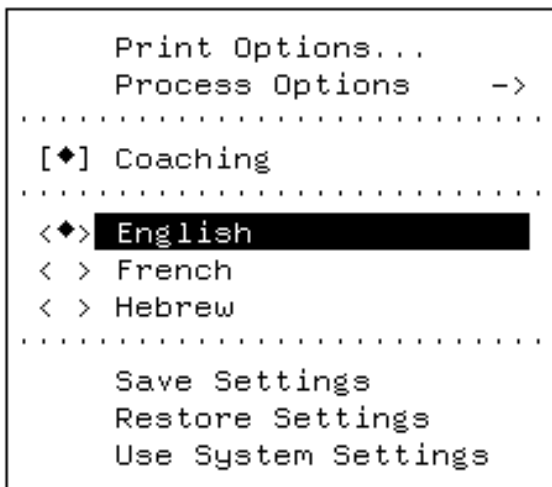 Print Options...
Process Options ->
[◆] Coaching
<◆> English
< > French
< > Hebrew
Save Settings
Restore Settings
Use System Settings